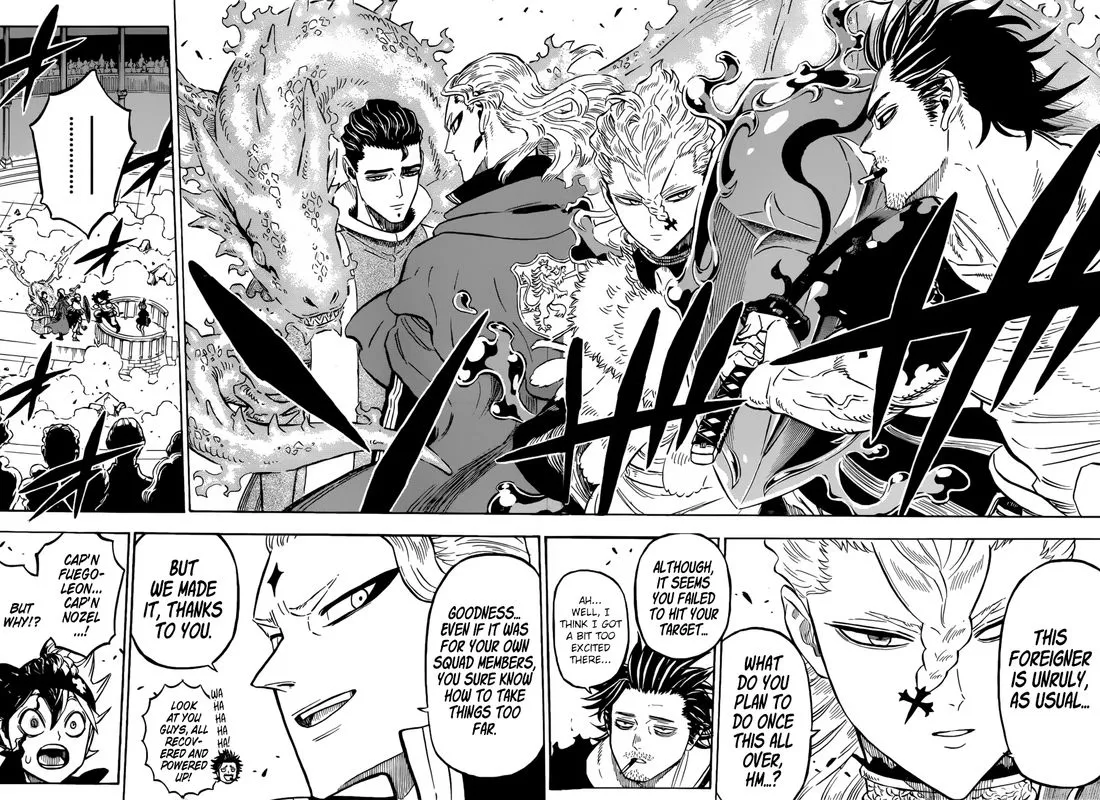 THIS
FOREIGNER
IS UNRULY,
AS USUAL...
WHAT
DO YOU
PLAN TO
DO ONCE
THIS ALL
OVER,
HM...?
ALTHOUGH,
IT SEEMS
YOU FAILED
TO HIT YOUR
TARGET...
AH...
WELL, I
THINK I GOT
A BIT TOO
EXCITED
THERE...
GOODNESS...
EVEN IF IT WAS
FOR YOUR OWN
SQUAD MEMBERS,
YOU SURE KNOW
HOW TO TAKE
THINGS TOO
FAR.
BUT
WE MADE
IT, THANKS
TO YOU.
WA
HA
HA
HA
HA!
LOOK
AT YOU
GUYS, ALL
RECOV-
ERED AND
POWERED
UP!
CAP'N
FUEGO-
LEON...
CAP'N
NOZEL
...!
BUT
WHY!?